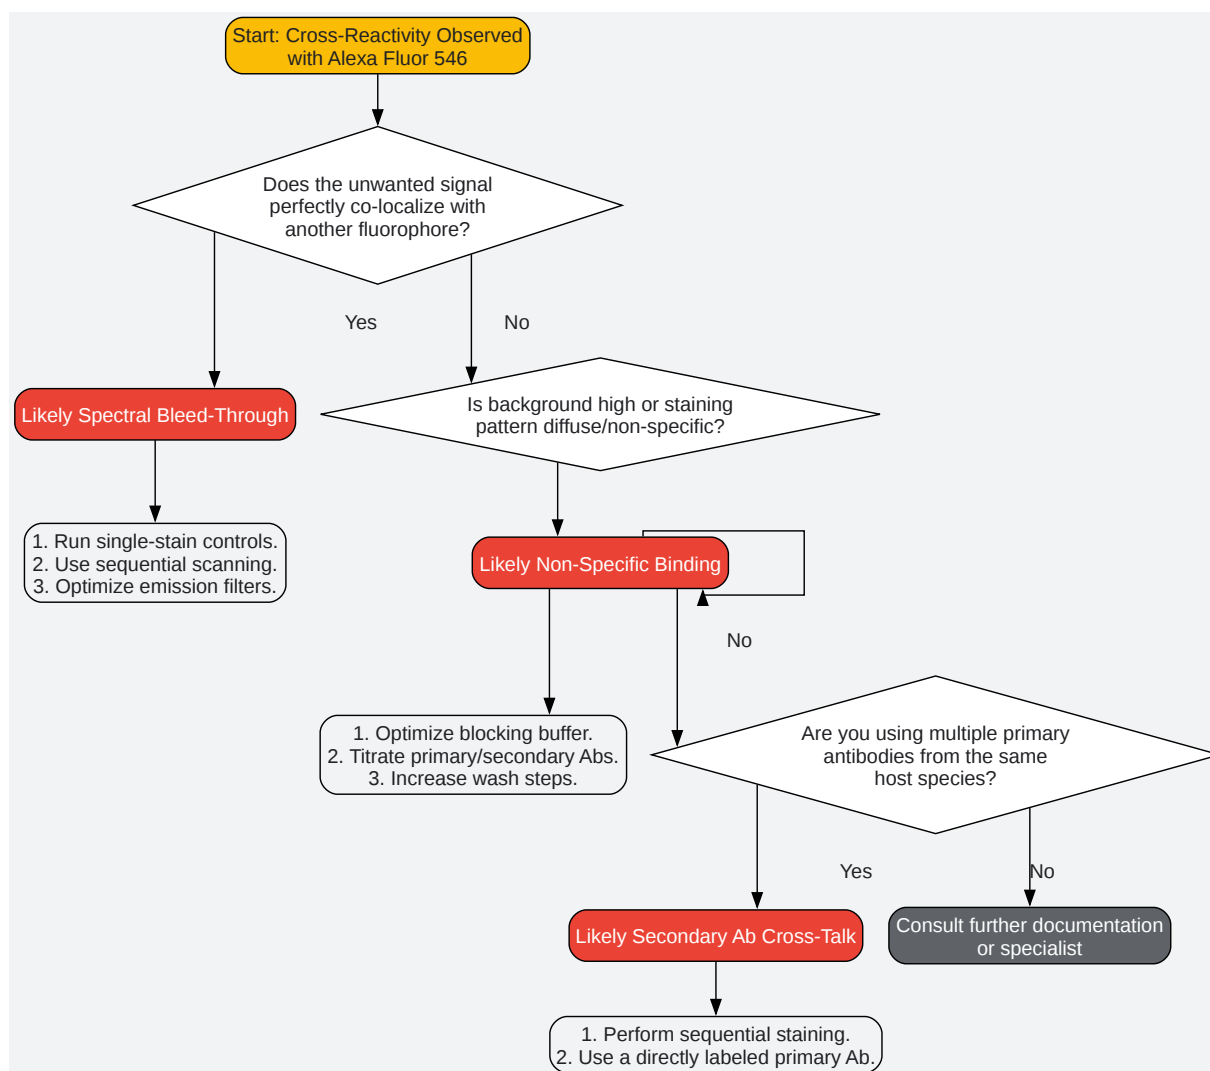 Start: Cross-Reactivity Observed
with Alexa Fluor 546
Does the unwanted signal
perfectly co-localize with
another fluorophore?
Yes
No
Likely Spectral Bleed-Through
Is background high or staining
pattern diffuse/non-specific?
1. Run single-stain controls.
2. Use sequential scanning.
3. Optimize emission filters.
Likely Non-Specific Binding
No
1. Optimize blocking buffer.
2. Titrate primary/secondary Abs.
3. Increase wash steps.
Are you using multiple primary
antibodies from the same
host species?
Yes
No
Likely Secondary Ab Cross-Talk
Consult further documentation
or specialist
1. Perform sequential staining.
2. Use a directly labeled primary Ab.